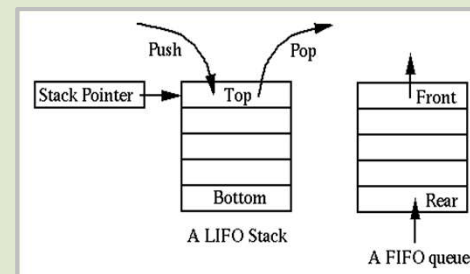 Push
Pop
Stack Pointer
Top
Front
Bottom
Rear
A LIFO Stack
A FIFO queue